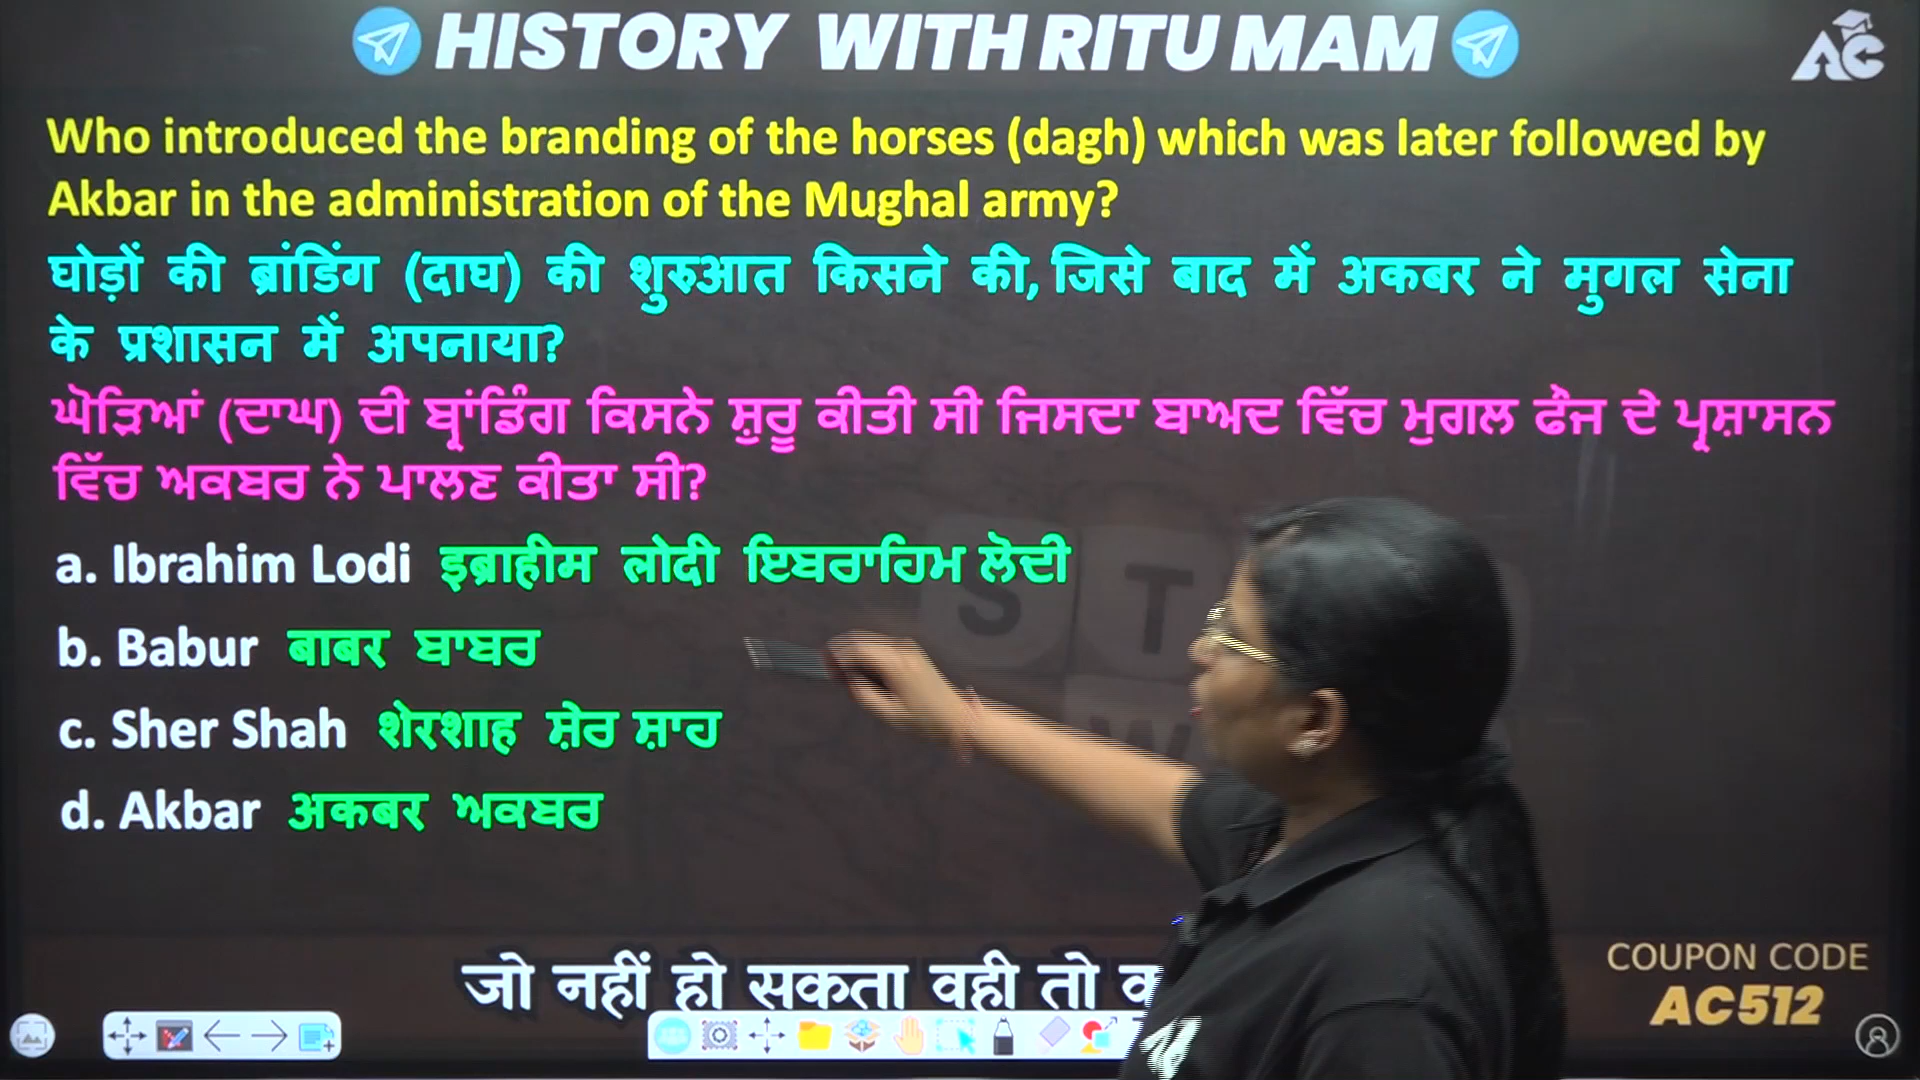 HISTORY WITH RITU MAM
AC
Who introduced the branding of the horses (dagh) which was later followed by
Akbar in the administration of the Mughal army?
घोड़ों की ब्रांडिंग (दाघ) की शुरुआत किसने की, जिसे बाद में अकबर ने मुगल सेना
के प्रशासन में अपनाया?
ਘੋੜਿਆਂ (ਦਾਘ) ਦੀ ਬ੍ਰਾਂਡਿੰਗ ਕਿਸਨੇ ਸ਼ੁਰੂ ਕੀਤੀ ਸੀ ਜਿਸਦਾ ਬਾਅਦ ਵਿੱਚ ਮੁਗਲ ਫੌਜ ਦੇ ਪ੍ਰਸ਼ਾਸਨ
ਵਿੱਚ ਅਕਬਰ ਨੇ ਪਾਲਣ ਕੀਤਾ ਸੀ?
a. Ibrahim Lodi इब्राहीम लोदी ਇਬਰਾਹਿਮ ਲੋਦੀ
S T
b. Babur बाबर ਬਾਬਰ
c. Sher Shah शेरशाह ਸ਼ੇਰ ਸ਼ਾਹ
W
d. Akbar अकबर ਅਕਬਰ
जो नहीं हो सकता वही तो
COUPON CODE
AC512